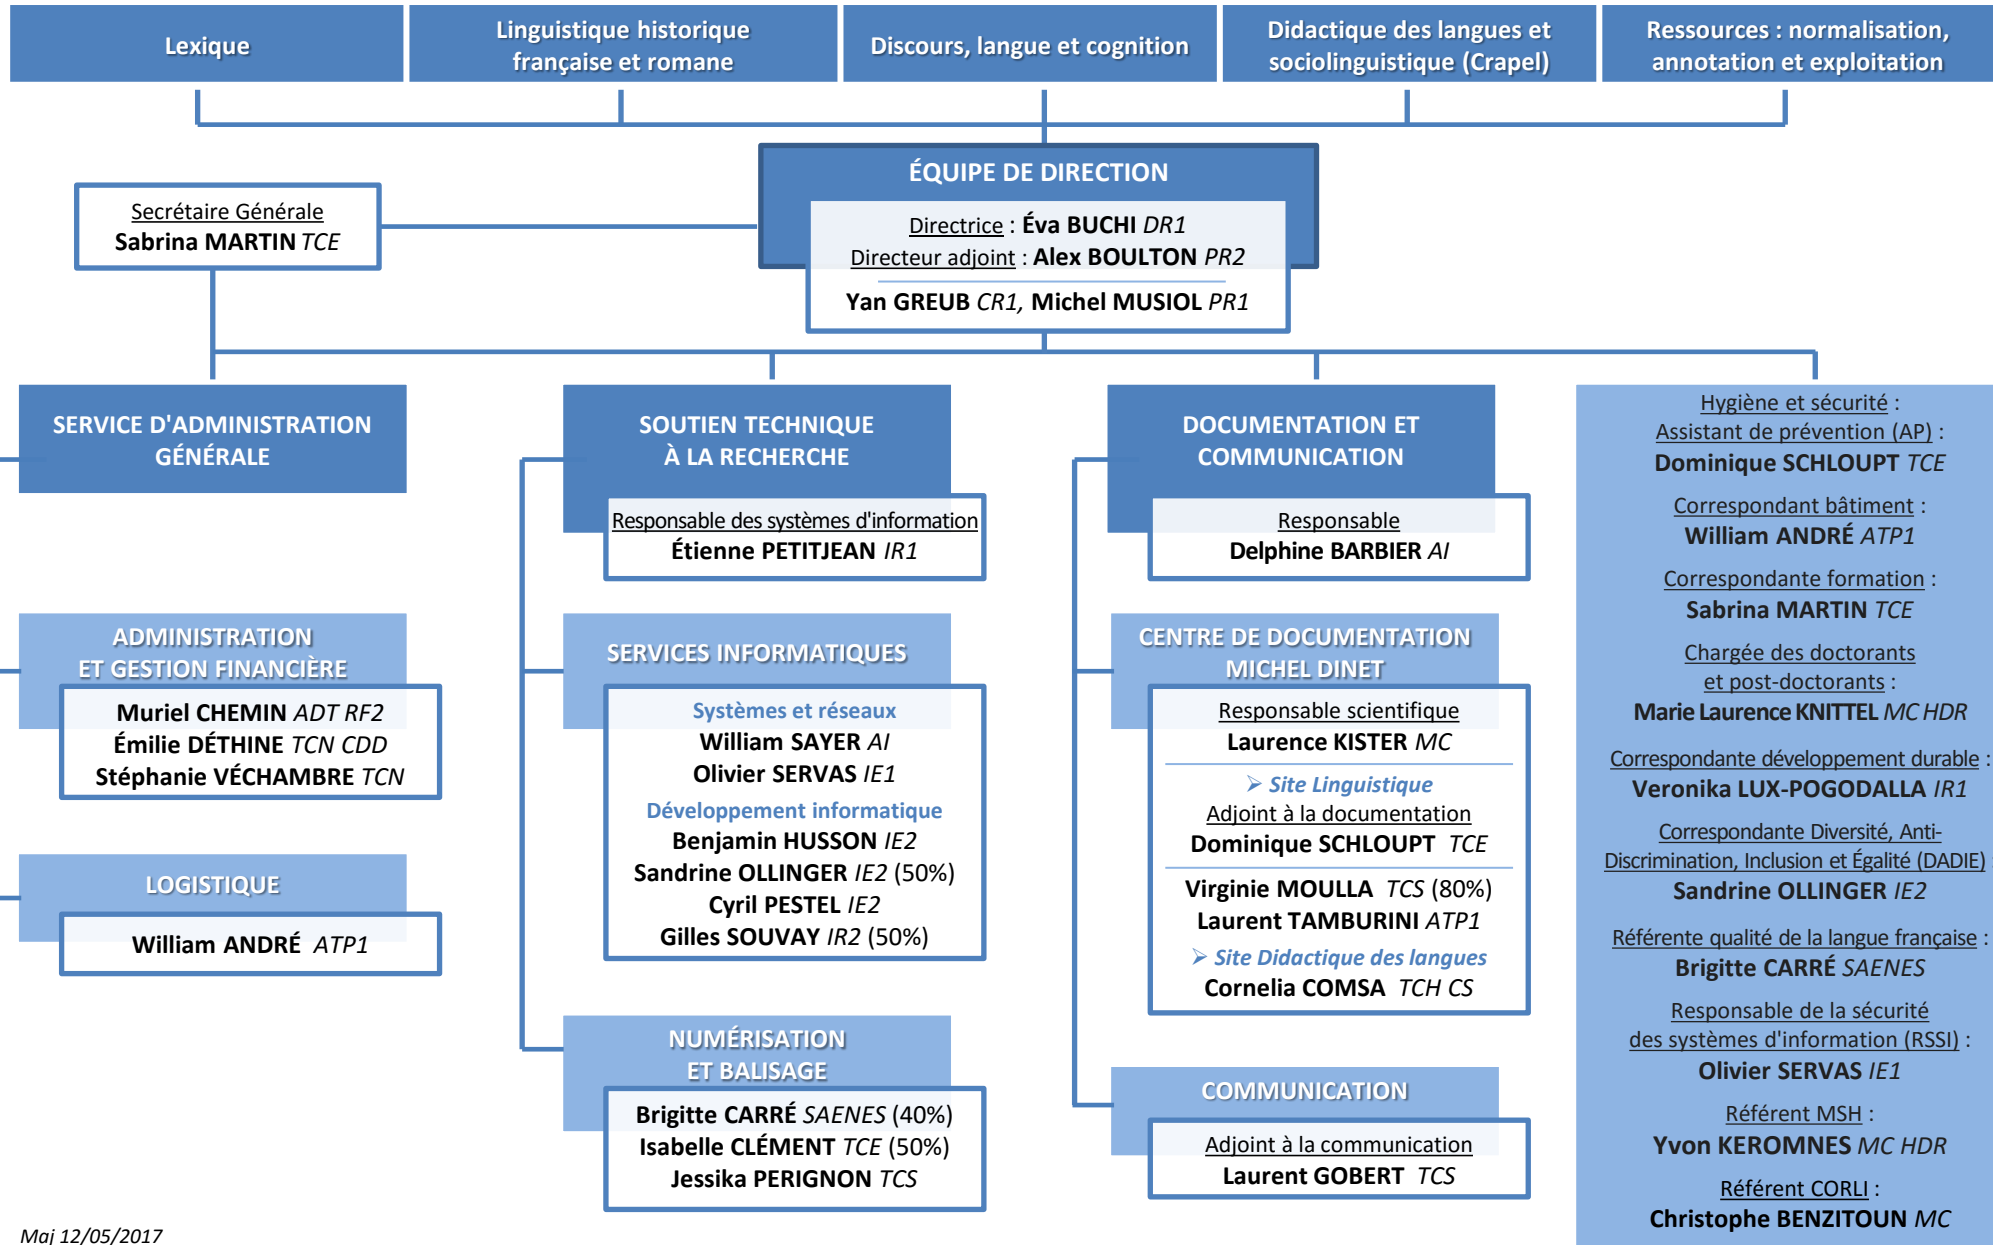 Lexique
Linguistique historique
française et romane
Discours, langue et cognition
Didactique des langues et
sociolinguistique (Crapel)
Ressources : normalisation,
annotation et exploitation
ÉQUIPE DE DIRECTION
Directrice : Éva BUCHI DR1
Directeur adjoint : Alex BOULTON PR2
Yan GREUB CR1, Michel MUSIOL PR1
Secrétaire Générale
Sabrina MARTIN TCE
SERVICE D'ADMINISTRATION
GÉNÉRALE
ADMINISTRATION
ET GESTION FINANCIÈRE
Muriel CHEMIN ADT RF2
Émilie DÉTHINE TCN CDD
Stéphanie VÉCHAMBRE TCN
LOGISTIQUE
William ANDRÉ ATP1
SOUTIEN TECHNIQUE
À LA RECHERCHE
Responsable des systèmes d'information
Étienne PETITJEAN IR1
SERVICES INFORMATIQUES
Systèmes et réseaux
William SAYER AI
Olivier SERVAS IE1
Développement informatique
Benjamin HUSSON IE2
Sandrine OLLINGER IE2 (50%)
Cyril PESTEL IE2
Gilles SOUVAY IR2 (50%)
NUMÉRISATION
ET BALISAGE
Brigitte CARRÉ SAENES (40%)
Isabelle CLÉMENT TCE (50%)
Jessika PERIGNON TCS
DOCUMENTATION ET
COMMUNICATION
Responsable
Delphine BARBIER AI
CENTRE DE DOCUMENTATION
MICHEL DINET
Responsable scientifique
Laurence KISTER MC
➢ Site Linguistique
Adjoint à la documentation
Dominique SCHLOUPT TCE
Virginie MOULLA TCS (80%)
Laurent TAMBURINI ATP1
➢ Site Didactique des langues
Cornelia COMSA TCH CS
COMMUNICATION
Adjoint à la communication
Laurent GOBERT TCS
Hygiène et sécurité :
Assistant de prévention (AP) :
Dominique SCHLOUPT TCE
Correspondant bâtiment :
William ANDRÉ ATP1
Correspondante formation :
Sabrina MARTIN TCE
Chargée des doctorants
et post-doctorants :
Marie Laurence KNITTEL MC HDR
Correspondante développement durable :
Veronika LUX-POGODALLA IR1
Correspondante Diversité, Anti-
Discrimination, Inclusion et Égalité (DADIE) :
Sandrine OLLINGER IE2
Référente qualité de la langue française :
Brigitte CARRÉ SAENES
Responsable de la sécurité
des systèmes d'information (RSSI) :
Olivier SERVAS IE1
Référent MSH :
Yvon KEROMNES MC HDR
Référent CORLI :
Christophe BENZITOUN MC
Maj 12/05/2017